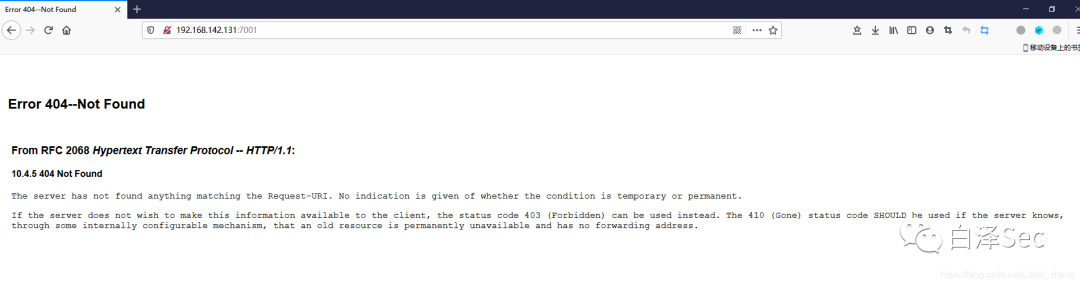 Error 404--Not Found
192.168.142.131:7001
移动设备上的书签
Error 404--Not Found
From RFC 2068 Hypertext Transfer Protocol -- HTTP/1.1:
10.4.5 404 Not Found
The server has not found anything matching the Request-URI. No indication is given of whether the condition is temporary or permanent.
If the server does not wish to make this information available to the client, the status code 403 (Forbidden) can be used instead. The 410 (Gone) status code SHOULD be used if the server knows,
through some internally configurable mechanism, that an old resource is permanently unavailable and has no forwarding address.
白泽Sec